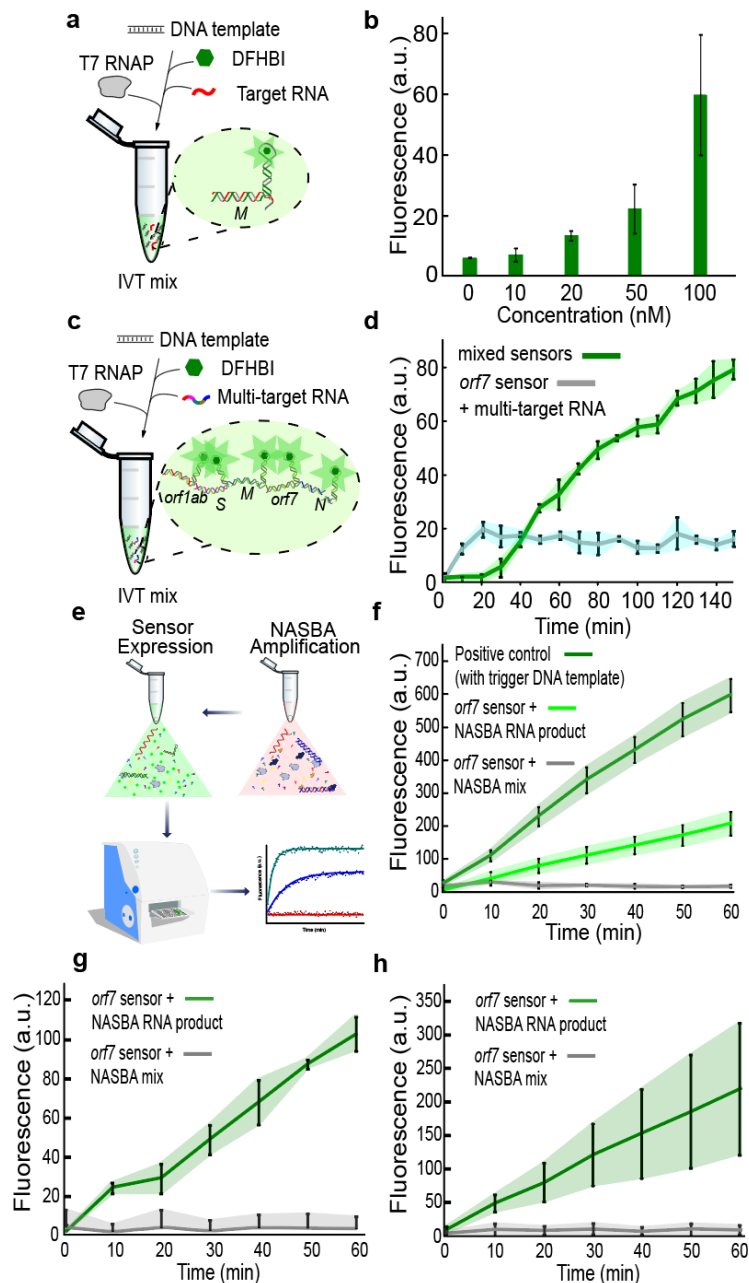 a
DNA template
T7 RNAP
DFHBI
Target RNA
M
IVT mix
b
Fluorescence (a.u.)
80
60
40
20
0
0 10 20 50 100
Concentration (nM)
c
DNA template
T7 RNAP
DFHBI
Multi-target RNA
orf1ab
S
M
orf7
N
IVT mix
d
Fluorescence (a.u.)
mixed sensors
orf7 sensor
+ multi-target RNA
80
60
40
20
0
0 20 40 60 80 100 120 140
Time (min)
e
Sensor
Expression
NASBA
Amplification
Fluorescence (a.u.)
Time (min)
f
Fluorescence (a.u.)
Positive control
(with trigger DNA template)
orf7 sensor +
NASBA RNA product
orf7 sensor +
NASBA mix
700
600
500
400
300
200
100
0
0 10 20 30 40 50 60
Time (min)
g
Fluorescence (a.u.)
orf7 sensor +
NASBA RNA product
orf7 sensor +
NASBA mix
120
100
80
60
40
20
0
0 10 20 30 40 50 60
Time (min)
h
Fluorescence (a.u.)
orf7 sensor +
NASBA RNA product
orf7 sensor +
NASBA mix
350
300
250
200
150
100
50
0
0 10 20 30 40 50 60
Time (min)